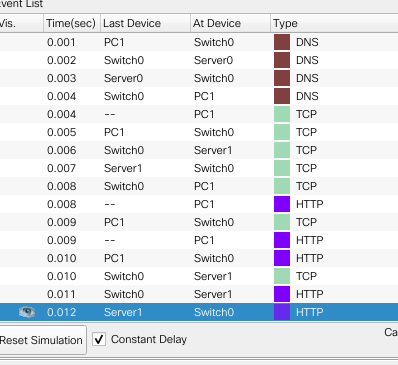 Event List
Vis. Time(sec) Last Device At Device Type
0.001 PC1 Switch0 DNS
0.002 Switch0 Server0 DNS
0.003 Server0 Switch0 DNS
0.004 Switch0 PC1 DNS
0.004 -- PC1 TCP
0.005 PC1 Switch0 TCP
0.006 Switch0 Server1 TCP
0.007 Server1 Switch0 TCP
0.008 Switch0 PC1 TCP
0.008 -- PC1 HTTP
0.009 PC1 Switch0 TCP
0.009 -- PC1 HTTP
0.010 PC1 Switch0 HTTP
0.010 Switch0 Server1 TCP
0.011 Switch0 Server1 HTTP
0.012 Server1 Switch0 HTTP
Reset Simulation Constant Delay Ca